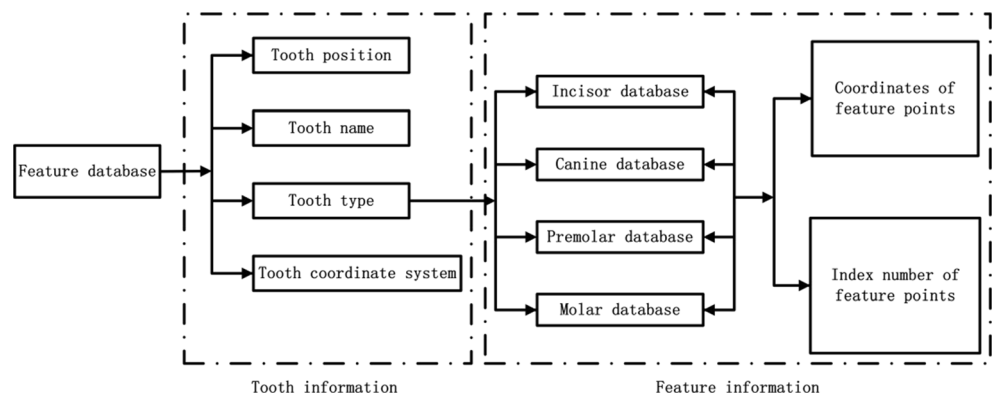 Feature database
Tooth position
Tooth name
Tooth type
Tooth coordinate system
Tooth information
Incisor database
Canine database
Premolar database
Molar database
Coordinates of
feature points
Index number of
feature points
Feature information